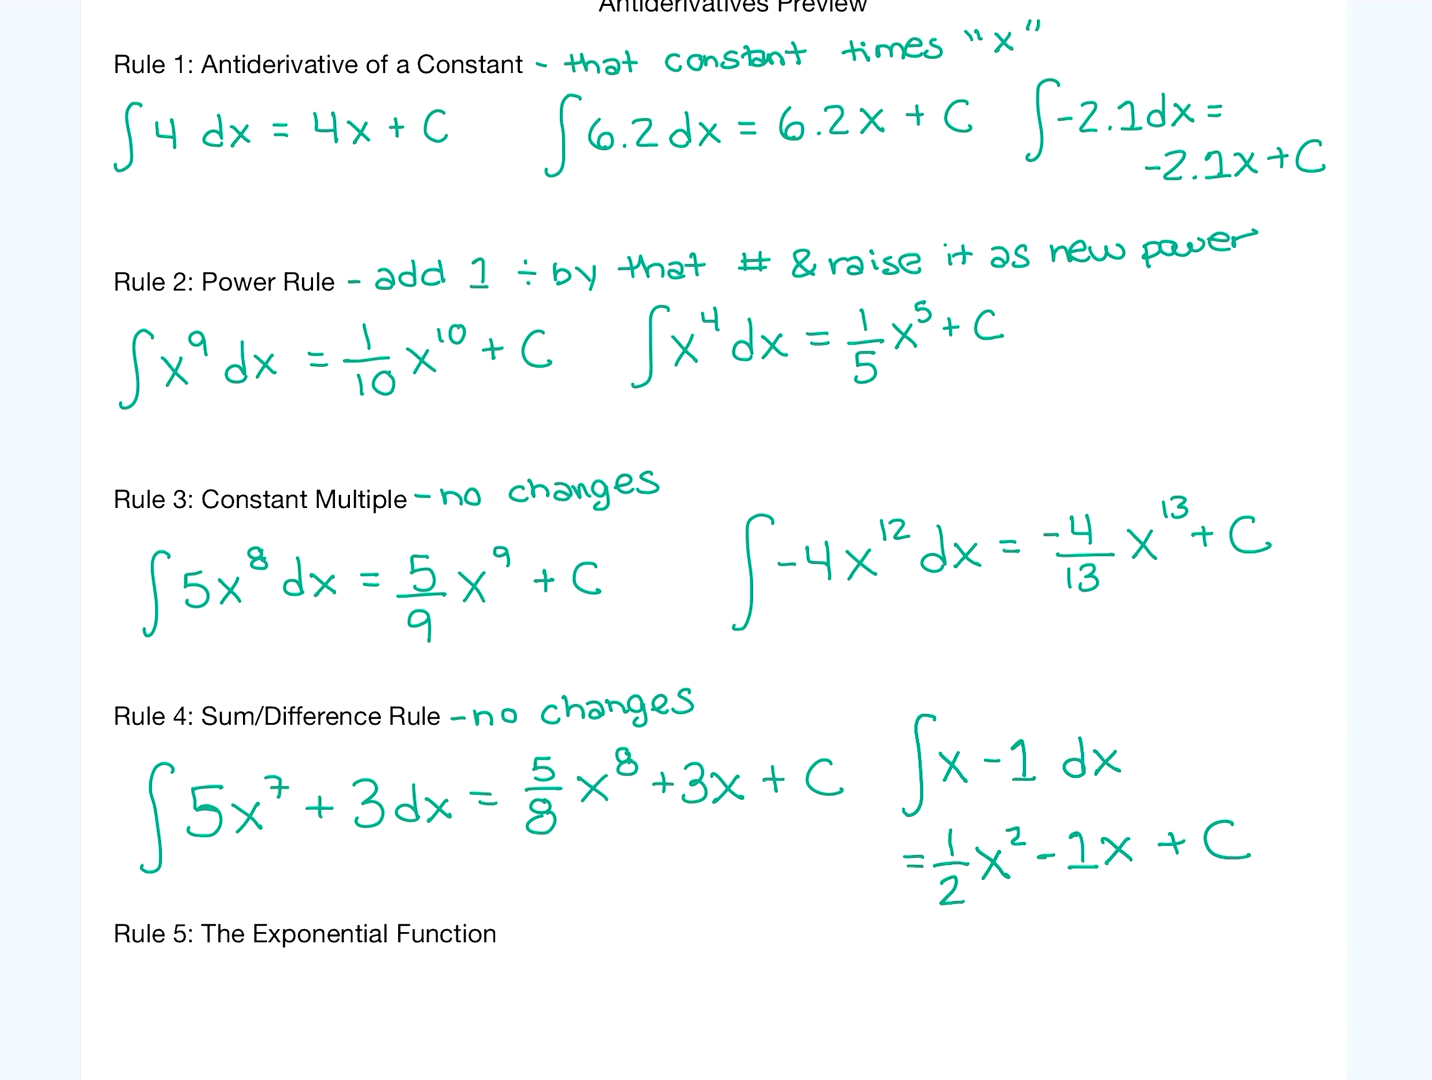 Antiderivatives Preview
Rule 1: Antiderivative of a Constant - that constant times "x"
∫4 dx = 4x + C ∫6.2 dx = 6.2x + C ∫-2.1dx =
-2.1x + C
Rule 2: Power Rule - add 1 ÷ by that # & raise it as new power
∫x⁹ dx = 1/10 x¹⁰ + C ∫x⁴ dx = 1/5 x⁵ + C
Rule 3: Constant Multiple - no changes
∫5x⁸ dx = 5/9 x⁹ + C ∫-4x¹² dx = -4/13 x¹³ + C
Rule 4: Sum/Difference Rule - no changes
∫5x⁷ + 3dx = 5/8 x⁸ + 3x + C ∫x - 1 dx
= 1/2 x² - 1x + C
Rule 5: The Exponential Function